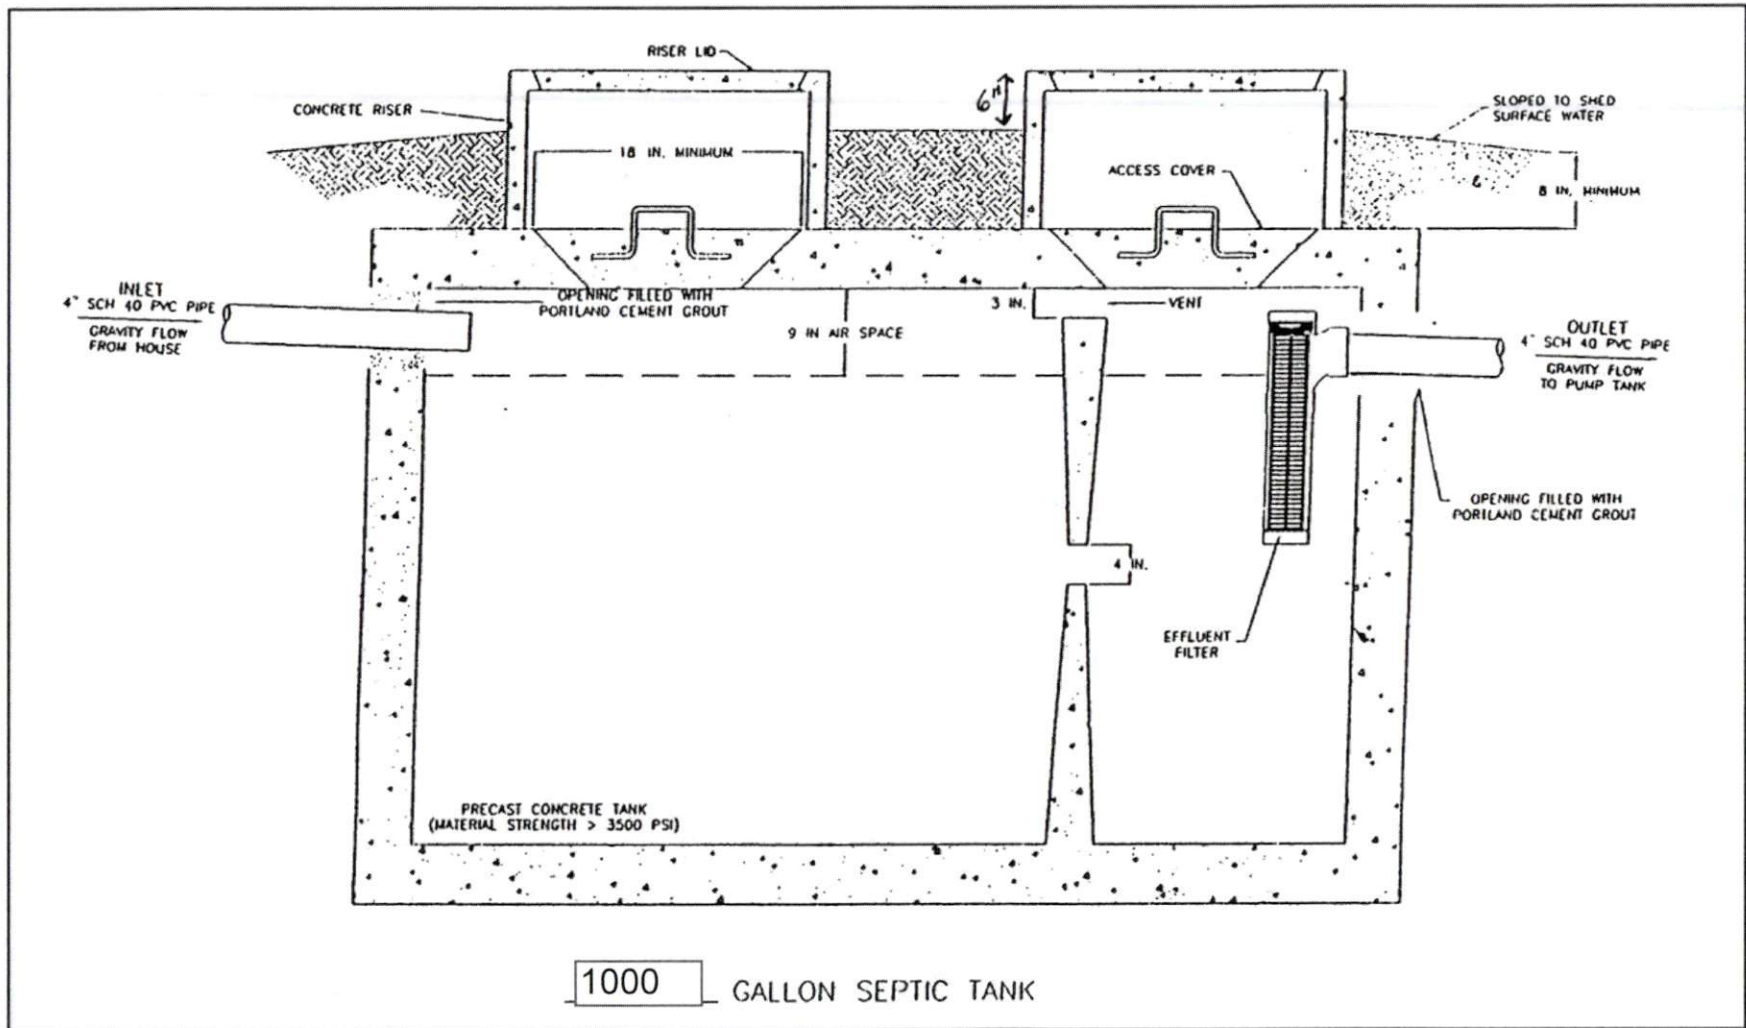 RISER LID
CONCRETE RISER
6"
SLOPED TO SHED
SURFACE WATER
18 IN. MINIMUM
ACCESS COVER
8 IN. MINIMUM
INLET
4" SCH 40 PVC PIPE
GRAVITY FLOW
FROM HOUSE
OPENING FILLED WITH
PORTLAND CEMENT GROUT
9 IN AIR SPACE
3 IN.
VENT
OUTLET
4" SCH 40 PVC PIPE
GRAVITY FLOW
TO PUMP TANK
OPENING FILLED WITH
PORTLAND CEMENT GROUT
4 IN.
EFFLUENT
FILTER
PRECAST CONCRETE TANK
(MATERIAL STRENGTH > 3500 PSI)
1000 GALLON SEPTIC TANK